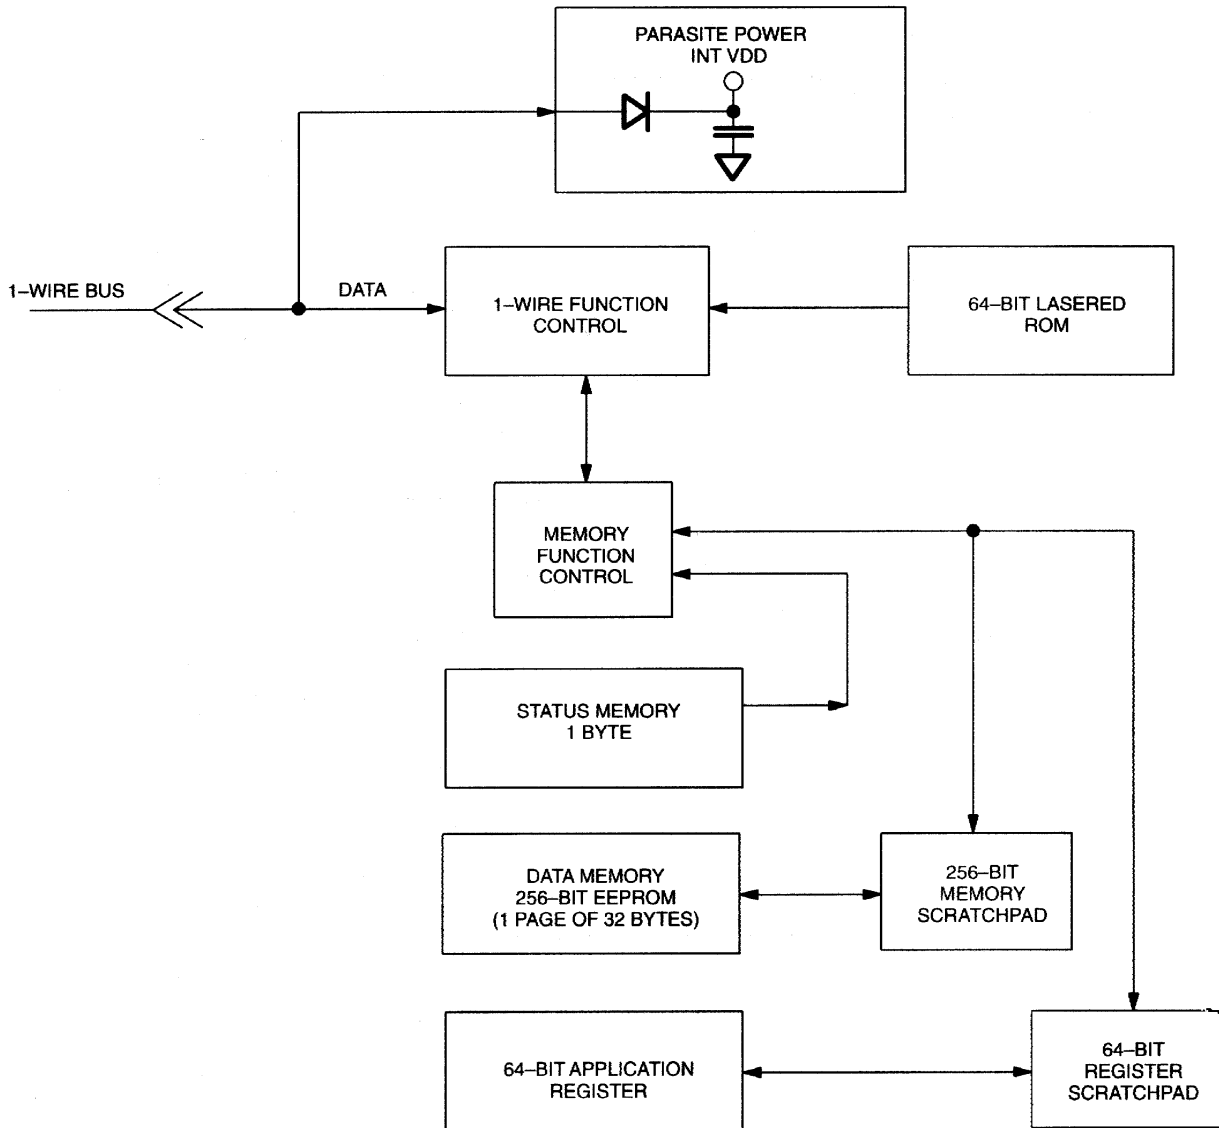 PARASITE POWER
INT VDD
1–WIRE BUS
DATA
1–WIRE FUNCTION
CONTROL
64–BIT LASERED
ROM
MEMORY
FUNCTION
CONTROL
STATUS MEMORY
1 BYTE
DATA MEMORY
256–BIT EEPROM
(1 PAGE OF 32 BYTES)
256–BIT
MEMORY
SCRATCHPAD
64–BIT APPLICATION
REGISTER
64–BIT
REGISTER
SCRATCHPAD